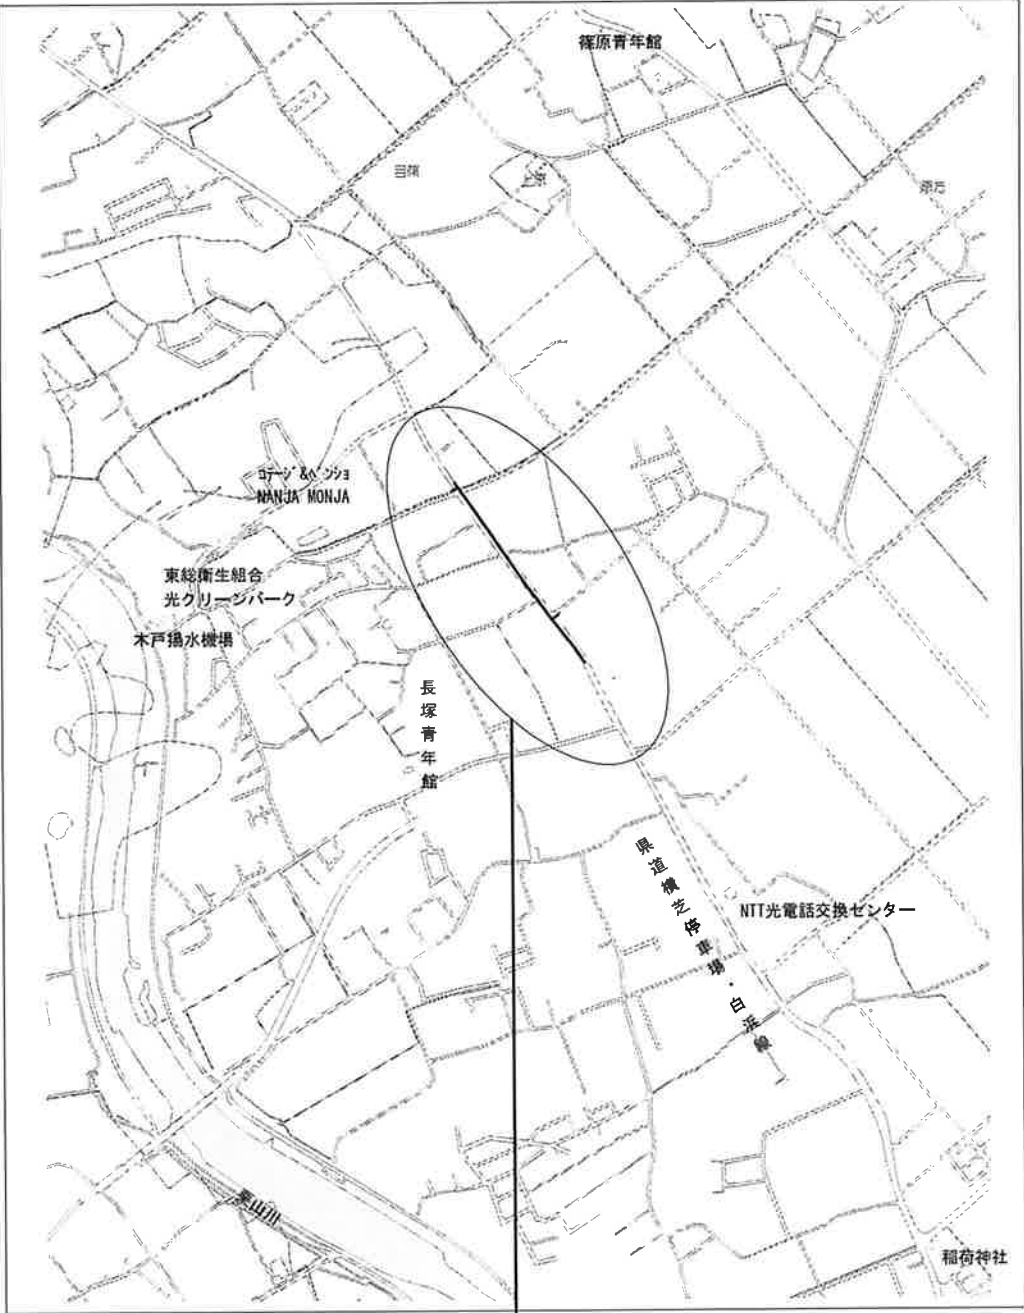 篠原青年館
ｺﾃｰｼﾞ&ﾍﾟﾝｼｮ
NANJA MONJA
東総衛生組合
光クリーンパーク
木戸揚水機場
長塚青年館
県道横芝停車場・白浜線
NTT光電話交換センター
栗山川
稲荷神社